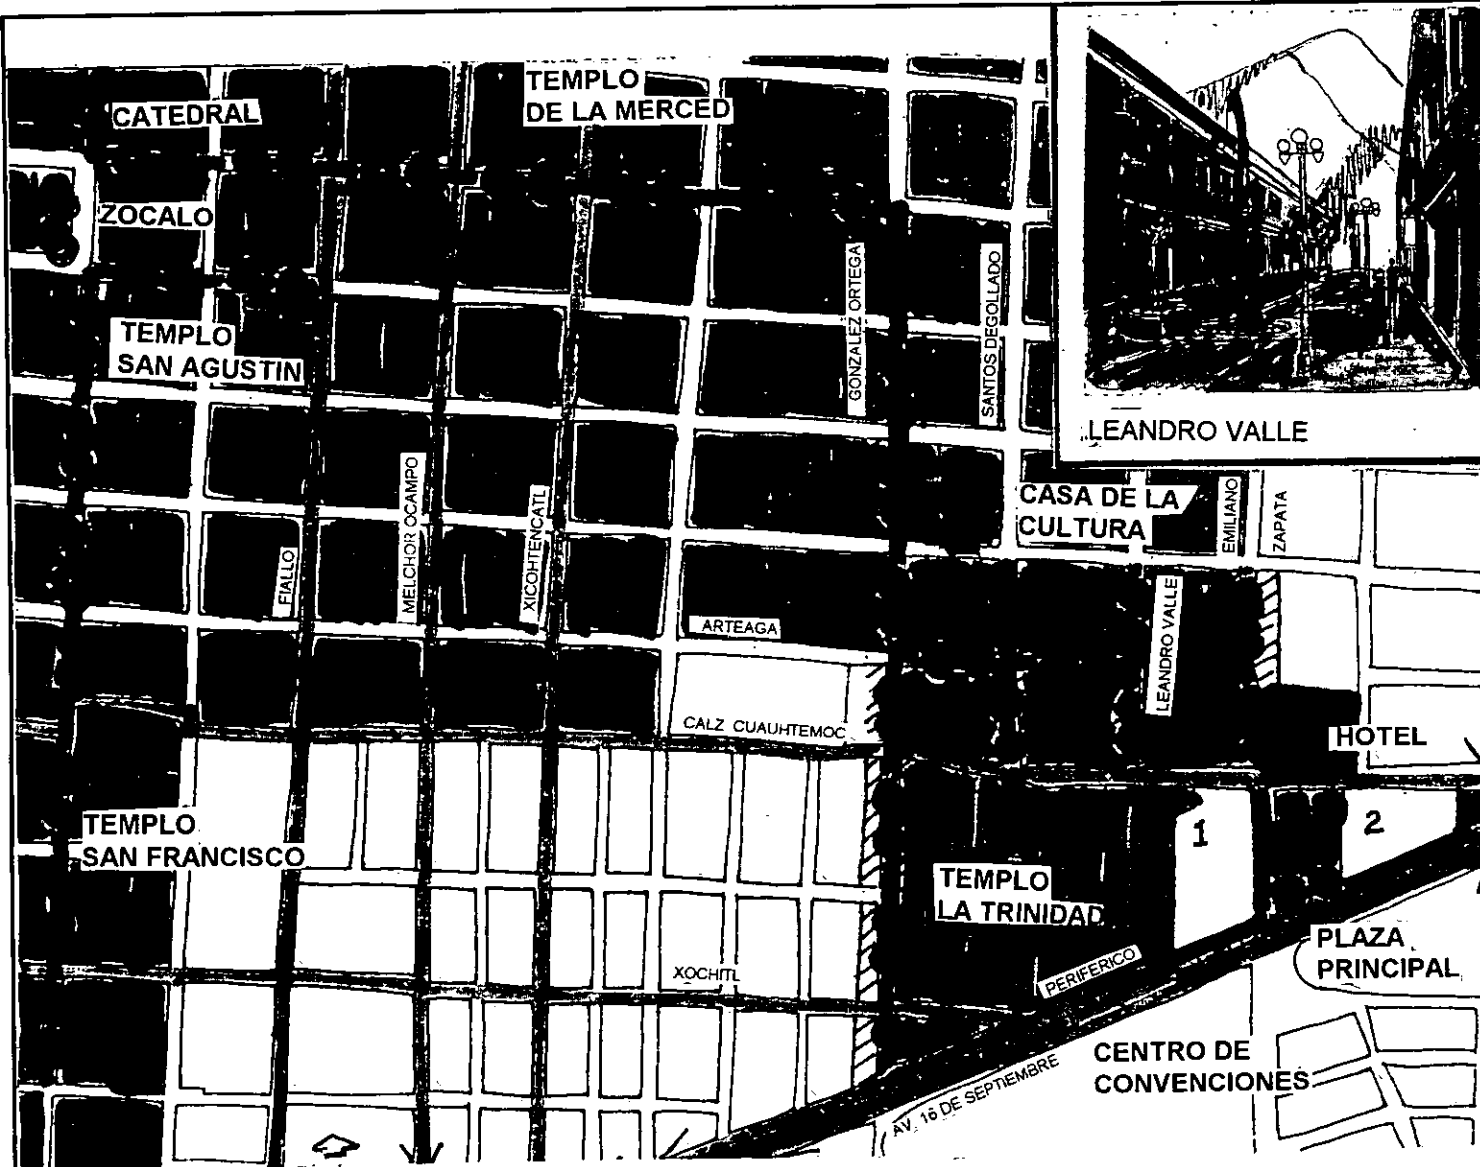 CATEDRAL
TEMPLO
DE LA MERCED
ZOCALO
TEMPLO
SAN AGUSTIN
GONZALEZ ORTEGA
SANTOS DEGOLLADO
LEANDRO VALLE
CASA DE LA
CULTURA
EMILIANO
ZAPATA
FIALLO
MELCHOR OCAMPO
XICOHTENCATL
ARTEAGA
LEANDRO VALLE
CALZ CUAUHTEMOC
HOTEL
TEMPLO
SAN FRANCISCO
1
2
TEMPLO
LA TRINIDAD
PLAZA
PRINCIPAL
XOCHITL
PERIFERICO
CENTRO DE
CONVENCIONES
AV. 16 DE SEPTIEMBRE